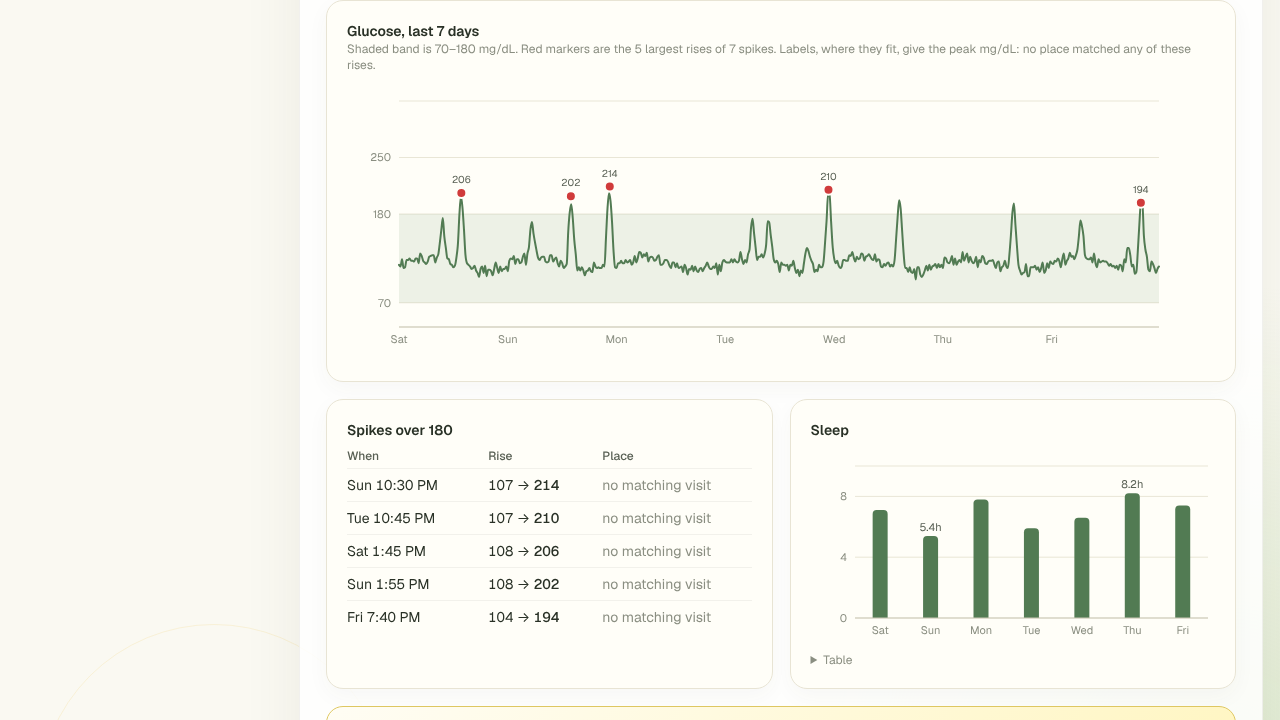 Glucose, last 7 days
Shaded band is 70–180 mg/dL. Red markers are the 5 largest rises of 7 spikes. Labels, where they fit, give the peak mg/dL: no place matched any of these
rises.
250
206
202
214
210
194
180
70
Sat Sun Mon Tue Wed Thu Fri
Spikes over 180
When Rise Place
Sun 10:30 PM 107 → 214 no matching visit
Tue 10:45 PM 107 → 210 no matching visit
Sat 1:45 PM 108 → 206 no matching visit
Sun 1:55 PM 108 → 202 no matching visit
Fri 7:40 PM 104 → 194 no matching visit
Sleep
8.2h
8
5.4h
4
0
Sat Sun Mon Tue Wed Thu Fri
Table